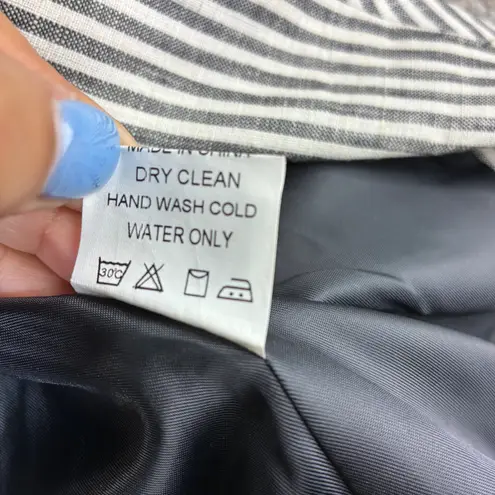 MADE IN CHINA
DRY CLEAN
HAND WASH COLD
WATER ONLY
30°C